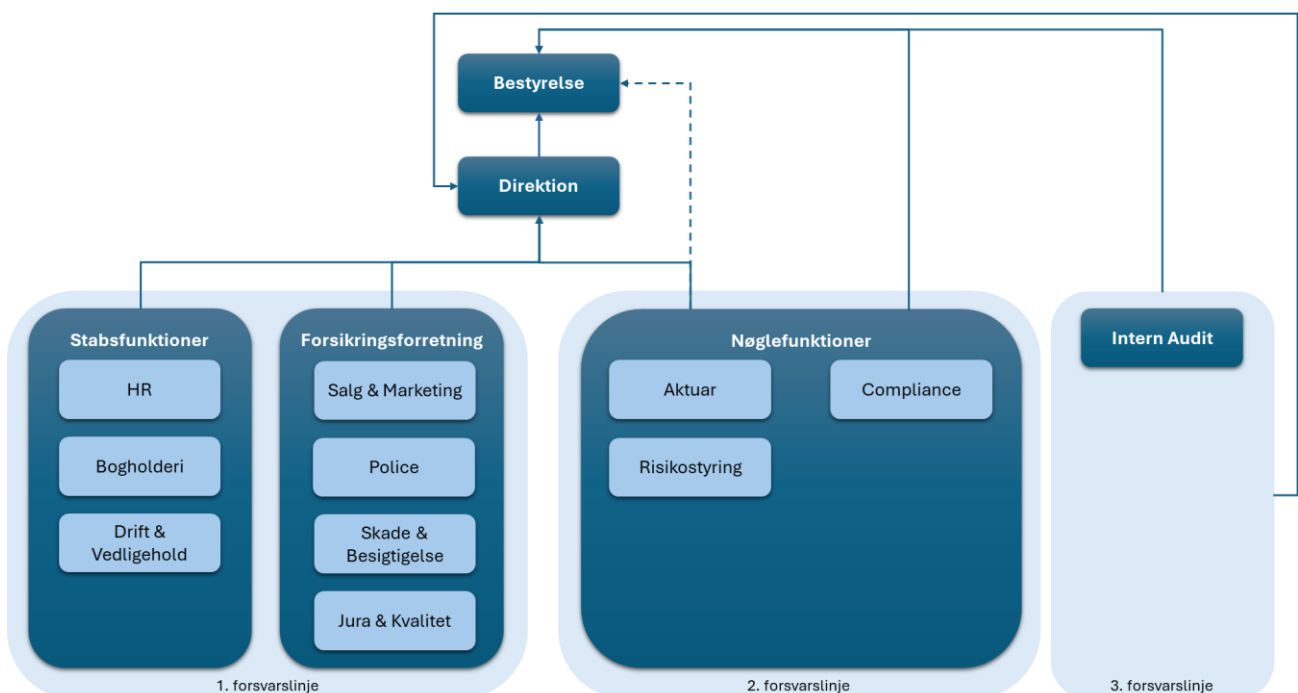 Bestyrelse
Direktion
Stabsfunktioner
HR
Bogholderi
Drift &
Vedligehold
Forsikringsforretning
Salg & Marketing
Police
Skade &
Besigtigelse
Jura & Kvalitet
1. forsvarslinje
Nøglefunktioner
Aktuar
Compliance
Risikostyring
2. forsvarslinje
Intern Audit
3. forsvarslinje